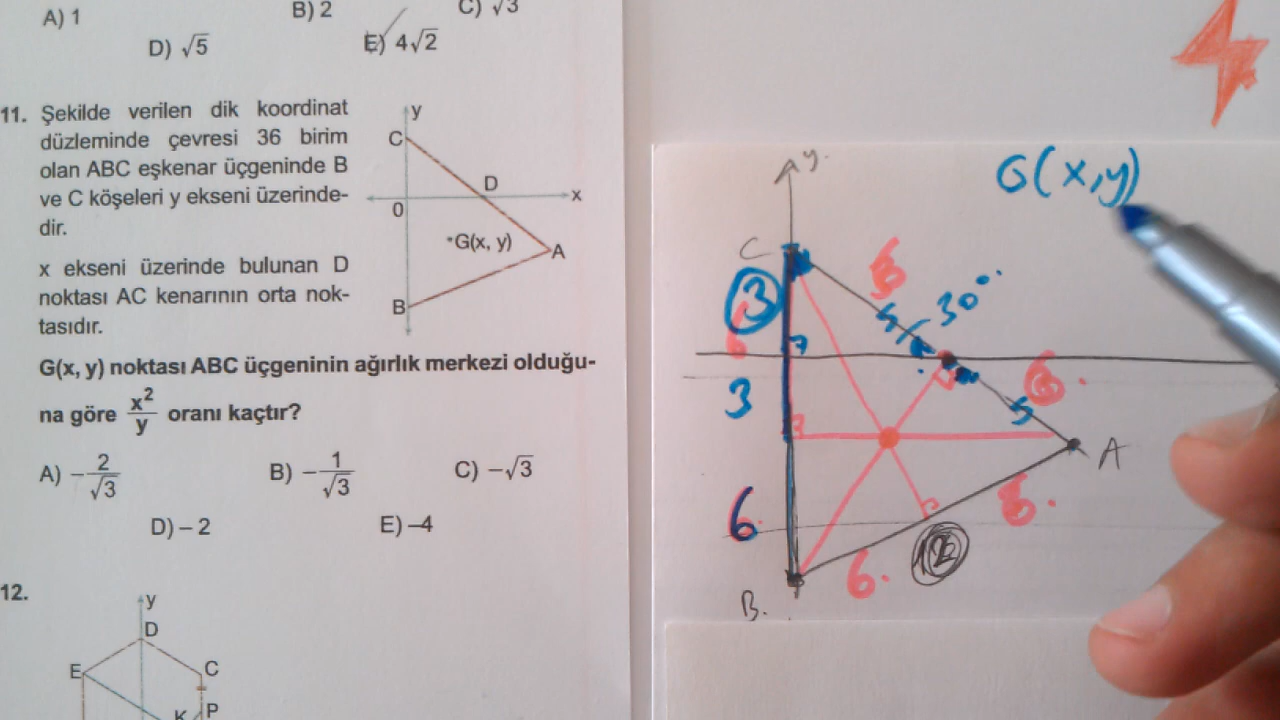 A) 1
B) 2
C) √3
D) √5
E) 4√2
11. Şekilde verilen dik koordinat
düzleminde çevresi 36 birim
olan ABC eşkenar üçgeninde B
ve C köşeleri y ekseni üzerinde-
dir.
x ekseni üzerinde bulunan D
noktası AC kenarının orta nok-
tasıdır.
y
C
D
x
0
G(x, y)
A
B
G(x, y) noktası ABC üçgeninin ağırlık merkezi olduğu-
na göre x²/y oranı kaçtır?
A) -2/√3
B) -1/√3
C) -√3
D) – 2
E) –4
12.
y
D
E
C
K
P
G(x,y)
y.
C
3
30°
6.
3
A
6.
6.
12
B.